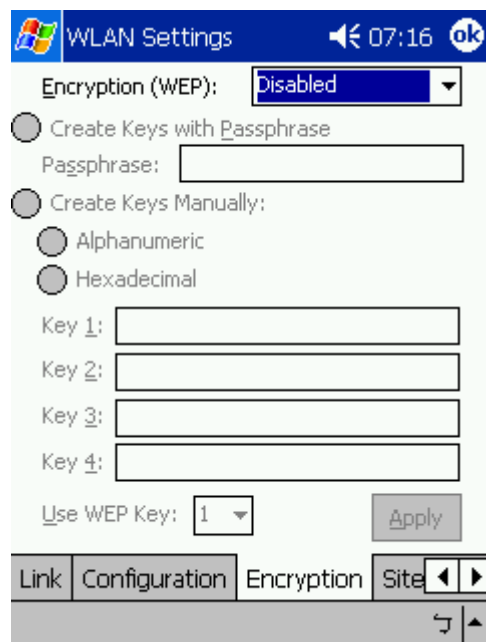 WLAN Settings 07:16 ok
Encryption (WEP): Disabled
Create Keys with Passphrase
Passphrase:
Create Keys Manually:
Alphanumeric
Hexadecimal
Key 1:
Key 2:
Key 3:
Key 4:
Use WEP Key: 1 Apply
Link Configuration Encryption Site